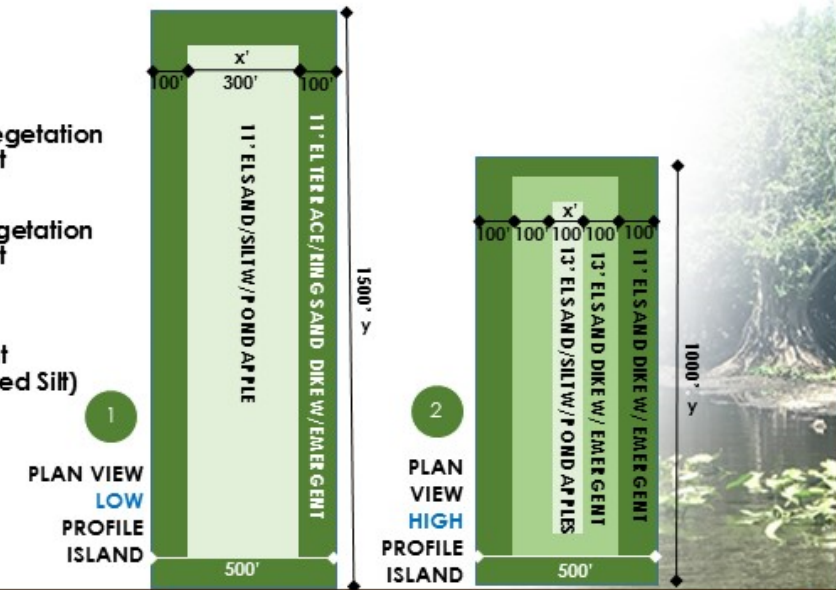 egetation
t
getation
t
t
ed Silt)
1
PLAN VIEW
LOW
PROFILE
ISLAND
x'
100'
300'
100'
11' EL SAND/SILT W/POND APPLE
11' EL TERRACE/RING SAND DIKE W/EMERGENT
500'
1500' y
2
PLAN
VIEW
HIGH
PROFILE
ISLAND
x'
100'
100'
100'
100'
100'
13' EL SAND/SILT W/POND APPLES
13' EL SAND DIKE W/ EMERGENT
11' EL SAND DIKE W/ EMERGENT
500'
1000' y